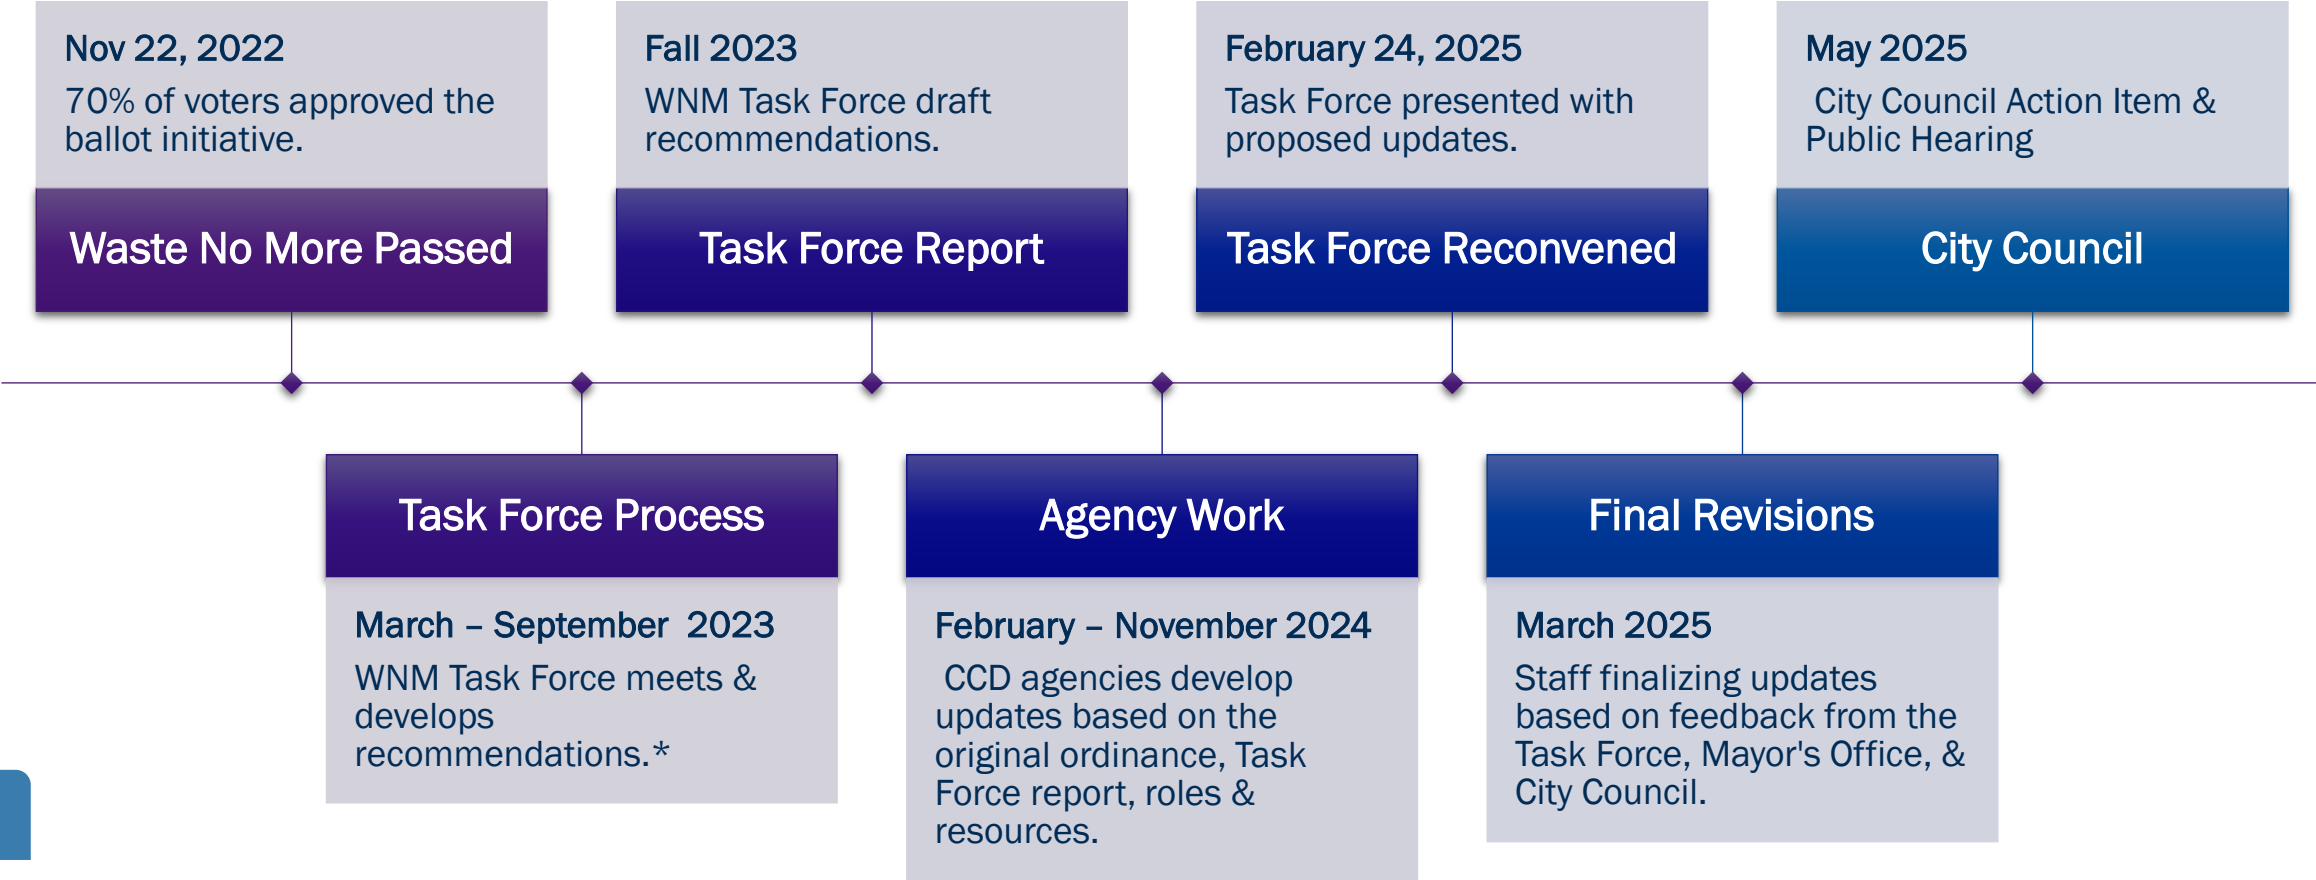 Nov 22, 2022
70% of voters approved the
ballot initiative.
Waste No More Passed
March – September 2023
Task Force Process
WNM Task Force meets &
develops
recommendations.*
Fall 2023
WNM Task Force draft
recommendations.
Task Force Report
Agency Work
February – November 2024
CCD agencies develop
updates based on the
original ordinance, Task
Force report, roles &
resources.
February 24, 2025
Task Force presented with
proposed updates.
Task Force Reconvened
Final Revisions
March 2025
Staff finalizing updates
based on feedback from the
Task Force, Mayor's Office, &
City Council.
May 2025
City Council Action Item &
Public Hearing
City Council